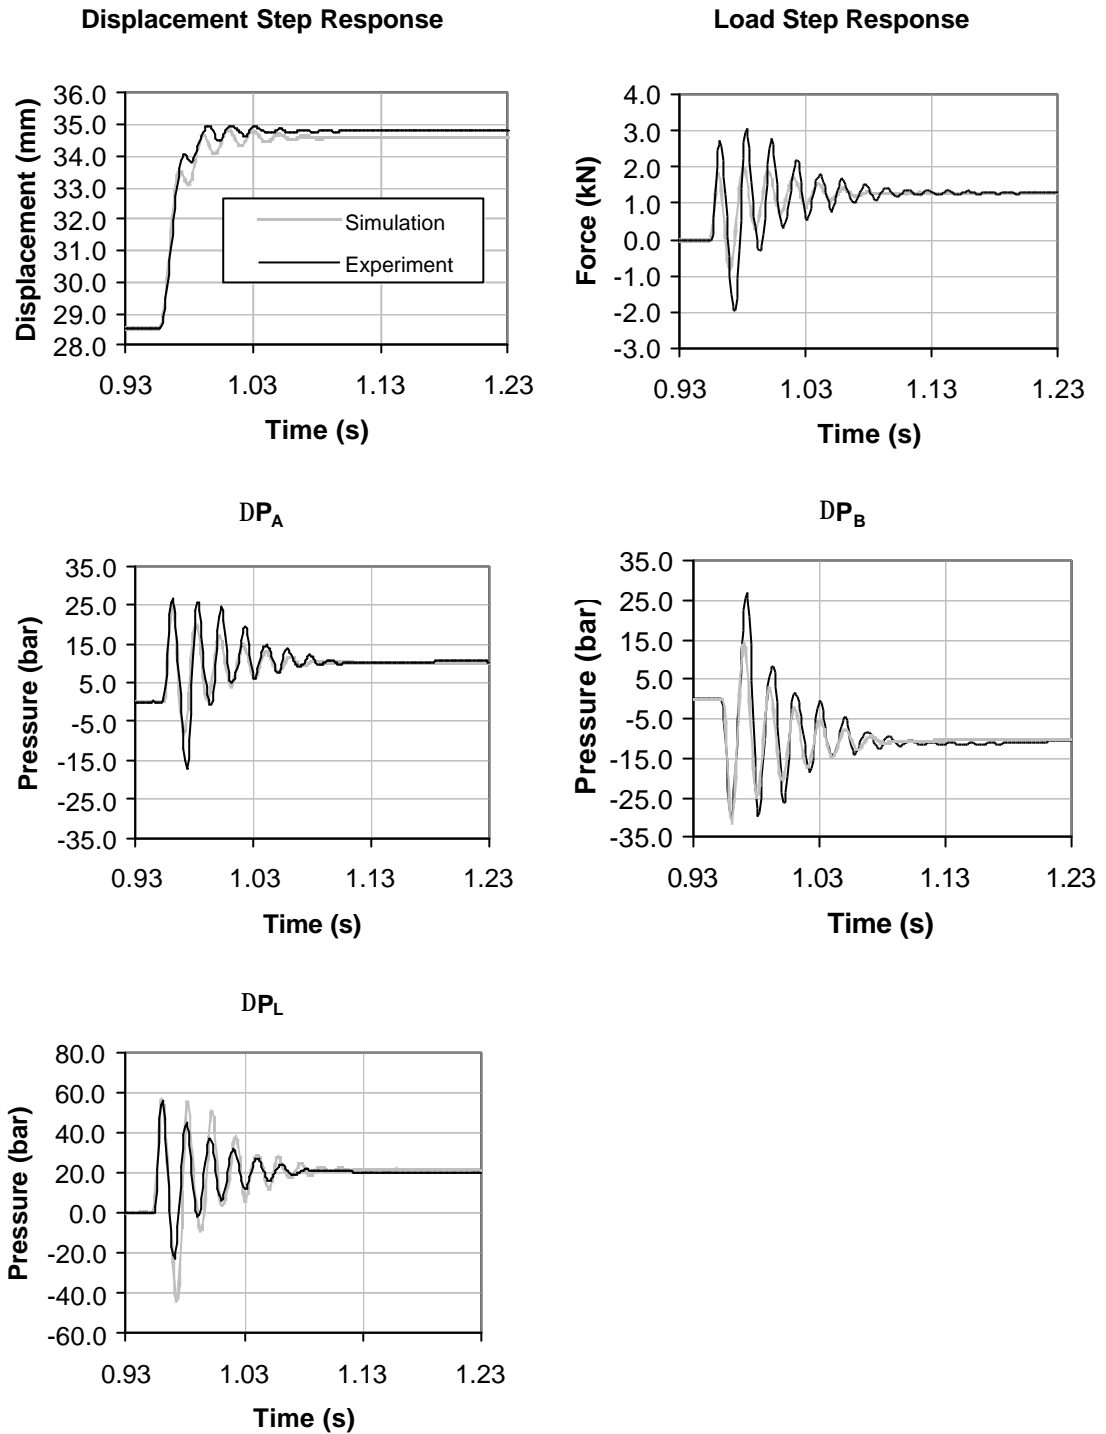 Displacement Step Response
Load Step Response
Displacement (mm)
36.0
35.0
34.0
33.0
32.0
31.0
30.0
29.0
28.0
Simulation
Experiment
0.93 1.03 1.13 1.23
Time (s)
Force (kN)
4.0
3.0
2.0
1.0
0.0
-1.0
-2.0
-3.0
0.93 1.03 1.13 1.23
Time (s)
DP_A
Pressure (bar)
35.0
25.0
15.0
5.0
-5.0
-15.0
-25.0
-35.0
0.93 1.03 1.13 1.23
Time (s)
DP_B
Pressure (bar)
35.0
25.0
15.0
5.0
-5.0
-15.0
-25.0
-35.0
0.93 1.03 1.13 1.23
Time (s)
DP_L
Pressure (bar)
80.0
60.0
40.0
20.0
0.0
-20.0
-40.0
-60.0
0.93 1.03 1.13 1.23
Time (s)